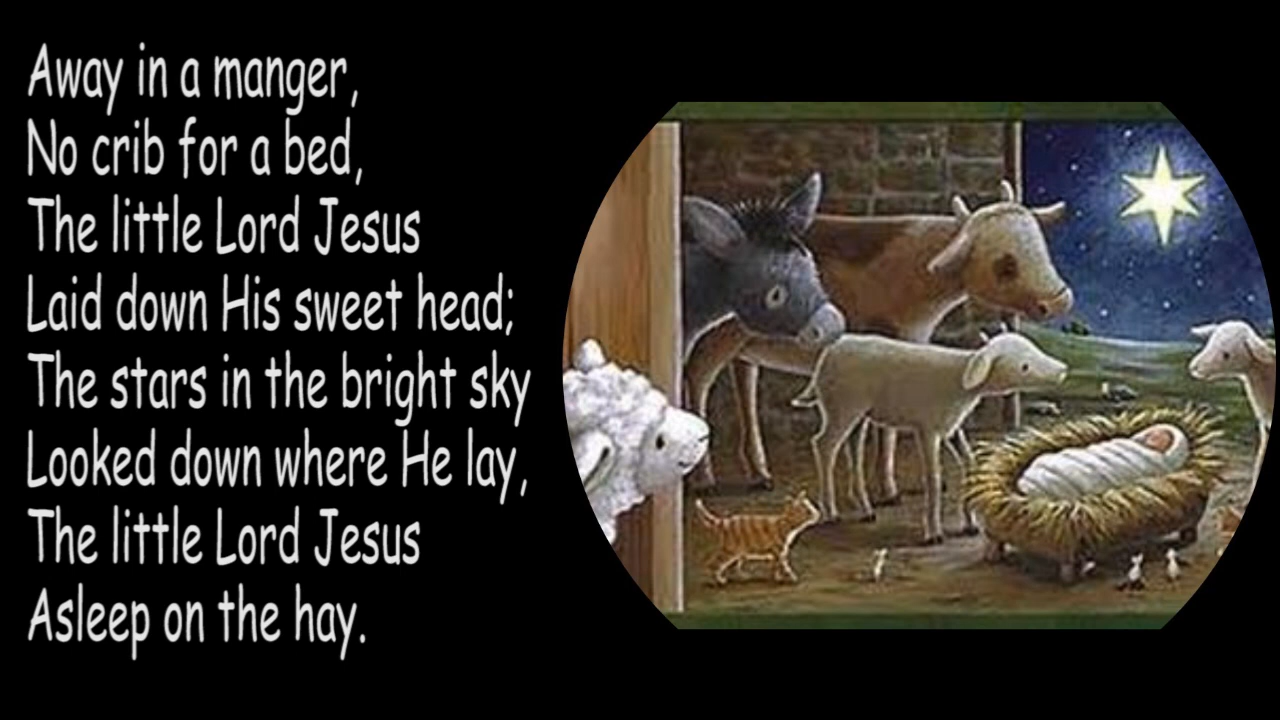 Away in a manger,
No crib for a bed,
The little Lord Jesus
Laid down His sweet head;
The stars in the bright sky
Looked down where He lay,
The little Lord Jesus
Asleep on the hay.